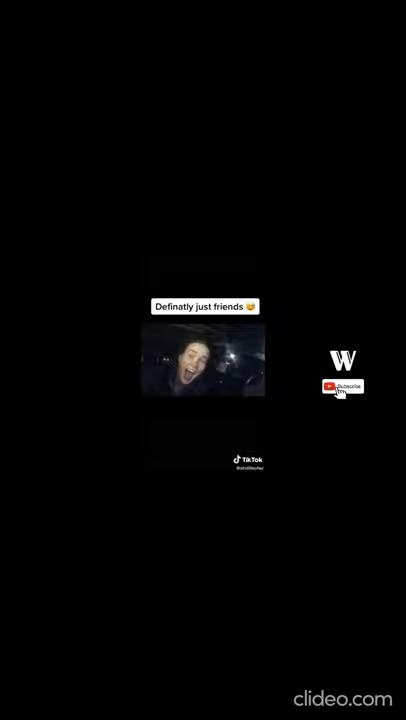 Definatly just friends 😅
W
Subscribe
TikTok
clideo.com